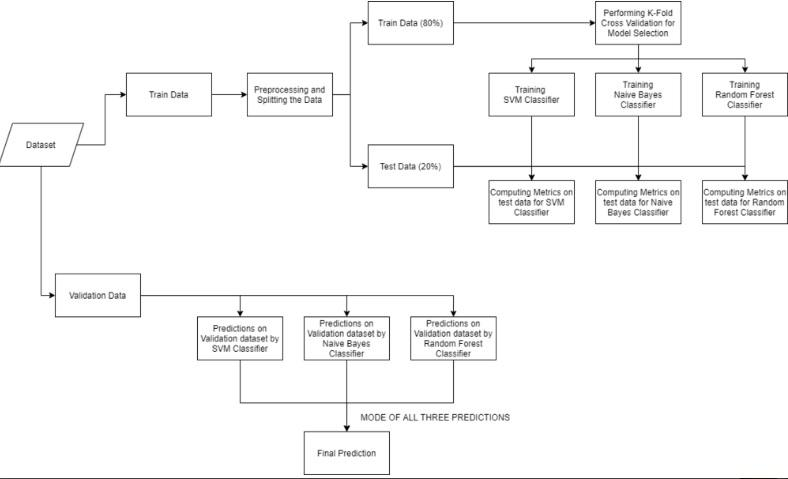 Train Data (80%)
Performing K-Fold
Cross Validation for
Model Selection
Train Data
Preprocessing and
Splitting the Data
Training
SVM Classifier
Training
Naive Bayes
Classifier
Training
Random Forest
Classifier
Dataset
Test Data (20%)
Computing Metrics on
test data for SVM
Classifier
Computing Metrics on
test data for Naive
Bayes Classifier
Computing Metrics on
test data for Random
Forest Classifier
Validation Data
Predictions on
Validation dataset by
SVM Classifier
Predictions on
Validation dataset by
Naive Bayes
Classifier
Predictions on
Validation dataset by
Random Forest
Classifier
MODE OF ALL THREE PREDICTIONS
Final Prediction